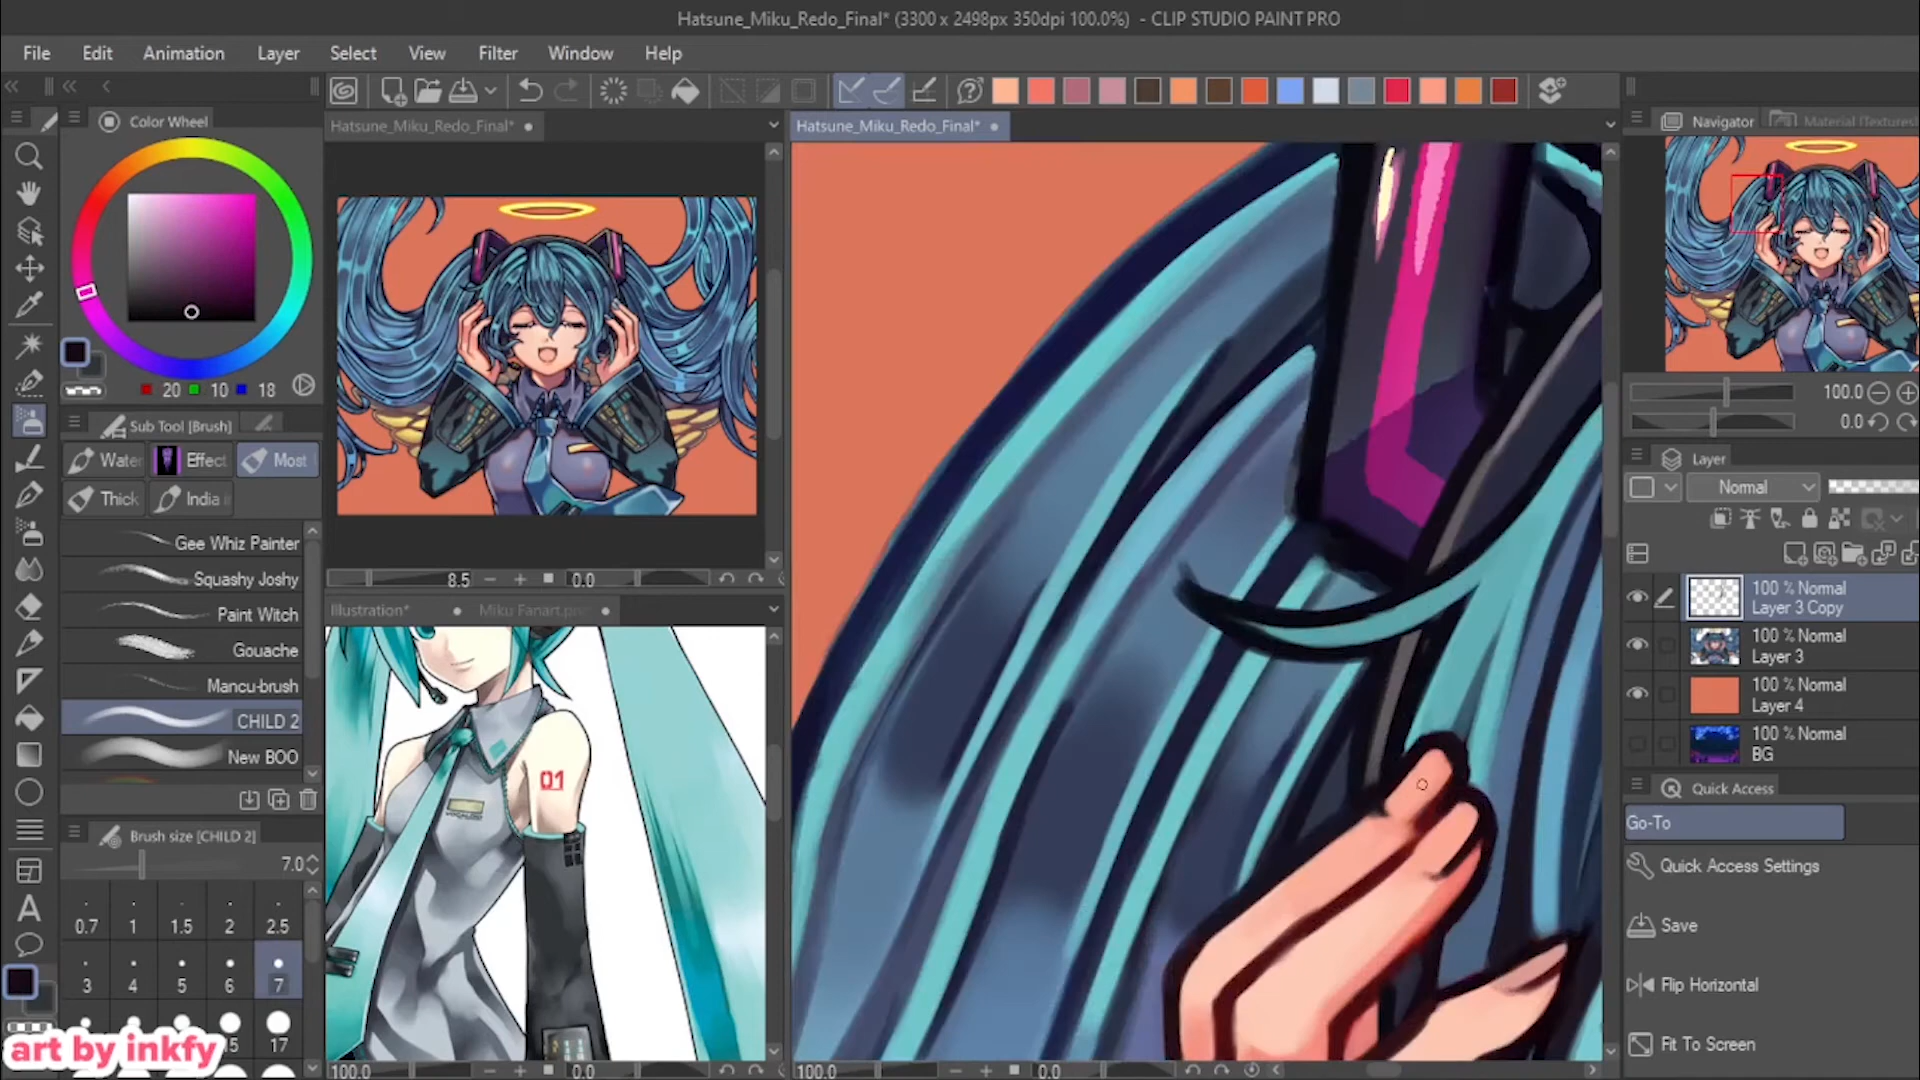 Hatsune_Miku_Redo_Final* (3300 x 2498px 350dpi 100.0%) - CLIP STUDIO PAINT PRO
File Edit Animation Layer Select View Filter Window Help
Color Wheel
20 10 18
Sub Tool [Brush]
Effect Most
Thick India
Gee Whiz Painter
Squashy Joshy
Paint Witch
Gouache
Mancu-brush
CHILD 2
New BOO
Brush size [CHILD 2]
7.0
0.7 1 1.5 2 2.5
3 4 5 6 7
15 17
art by inkfy
Hatsune_Miku_Redo_Final*
8.5 0.0
Illustration* Miku Fanart.pn
01
VOCALOID
100.0 0.0
Hatsune_Miku_Redo_Final*
100.0 0.0
Navigator Material [Textures]
100.0
0.0
Layer
Normal
100 % Normal
Layer 3 Copy
100 % Normal
Layer 3
100 % Normal
Layer 4
100 % Normal
BG
Quick Access
Go-To
Quick Access Settings
Save
Flip Horizontal
Fit To Screen